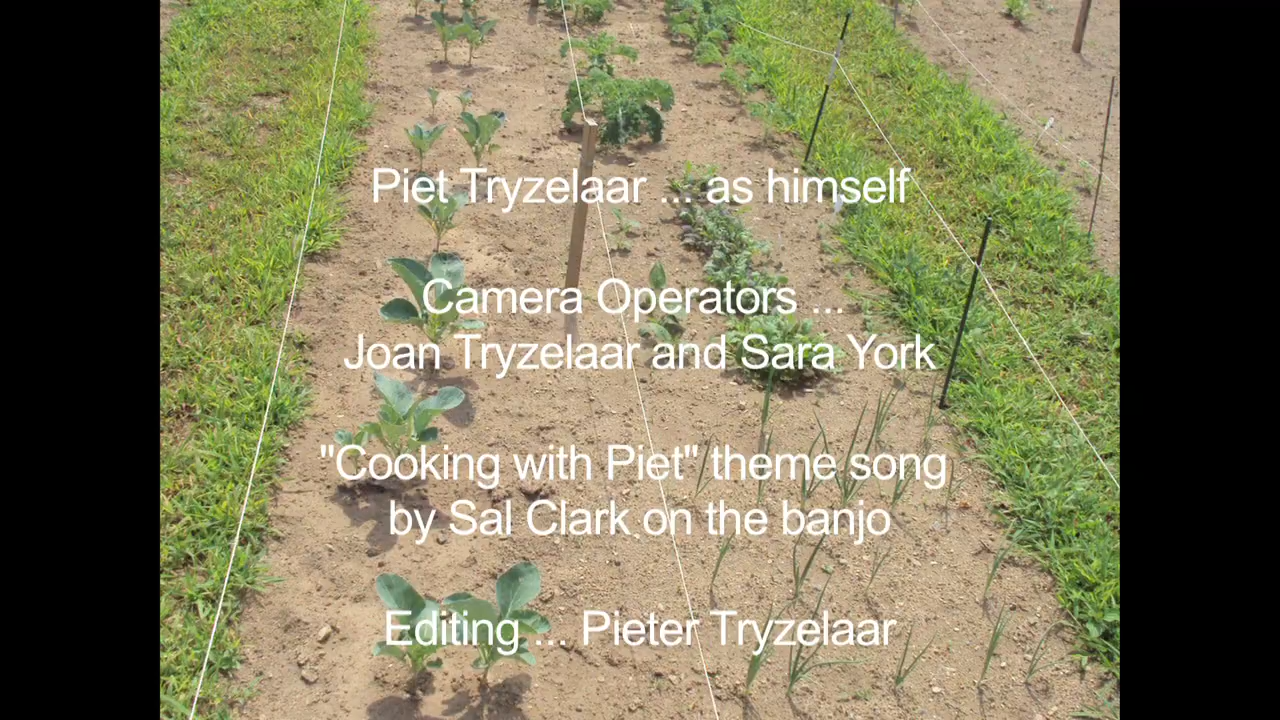 Piet Tryzelaar ... as himself
Camera Operators ...
Joan Tryzelaar and Sara York
"Cooking with Piet" theme song
by Sal Clark on the banjo
Editing ... Pieter Tryzelaar